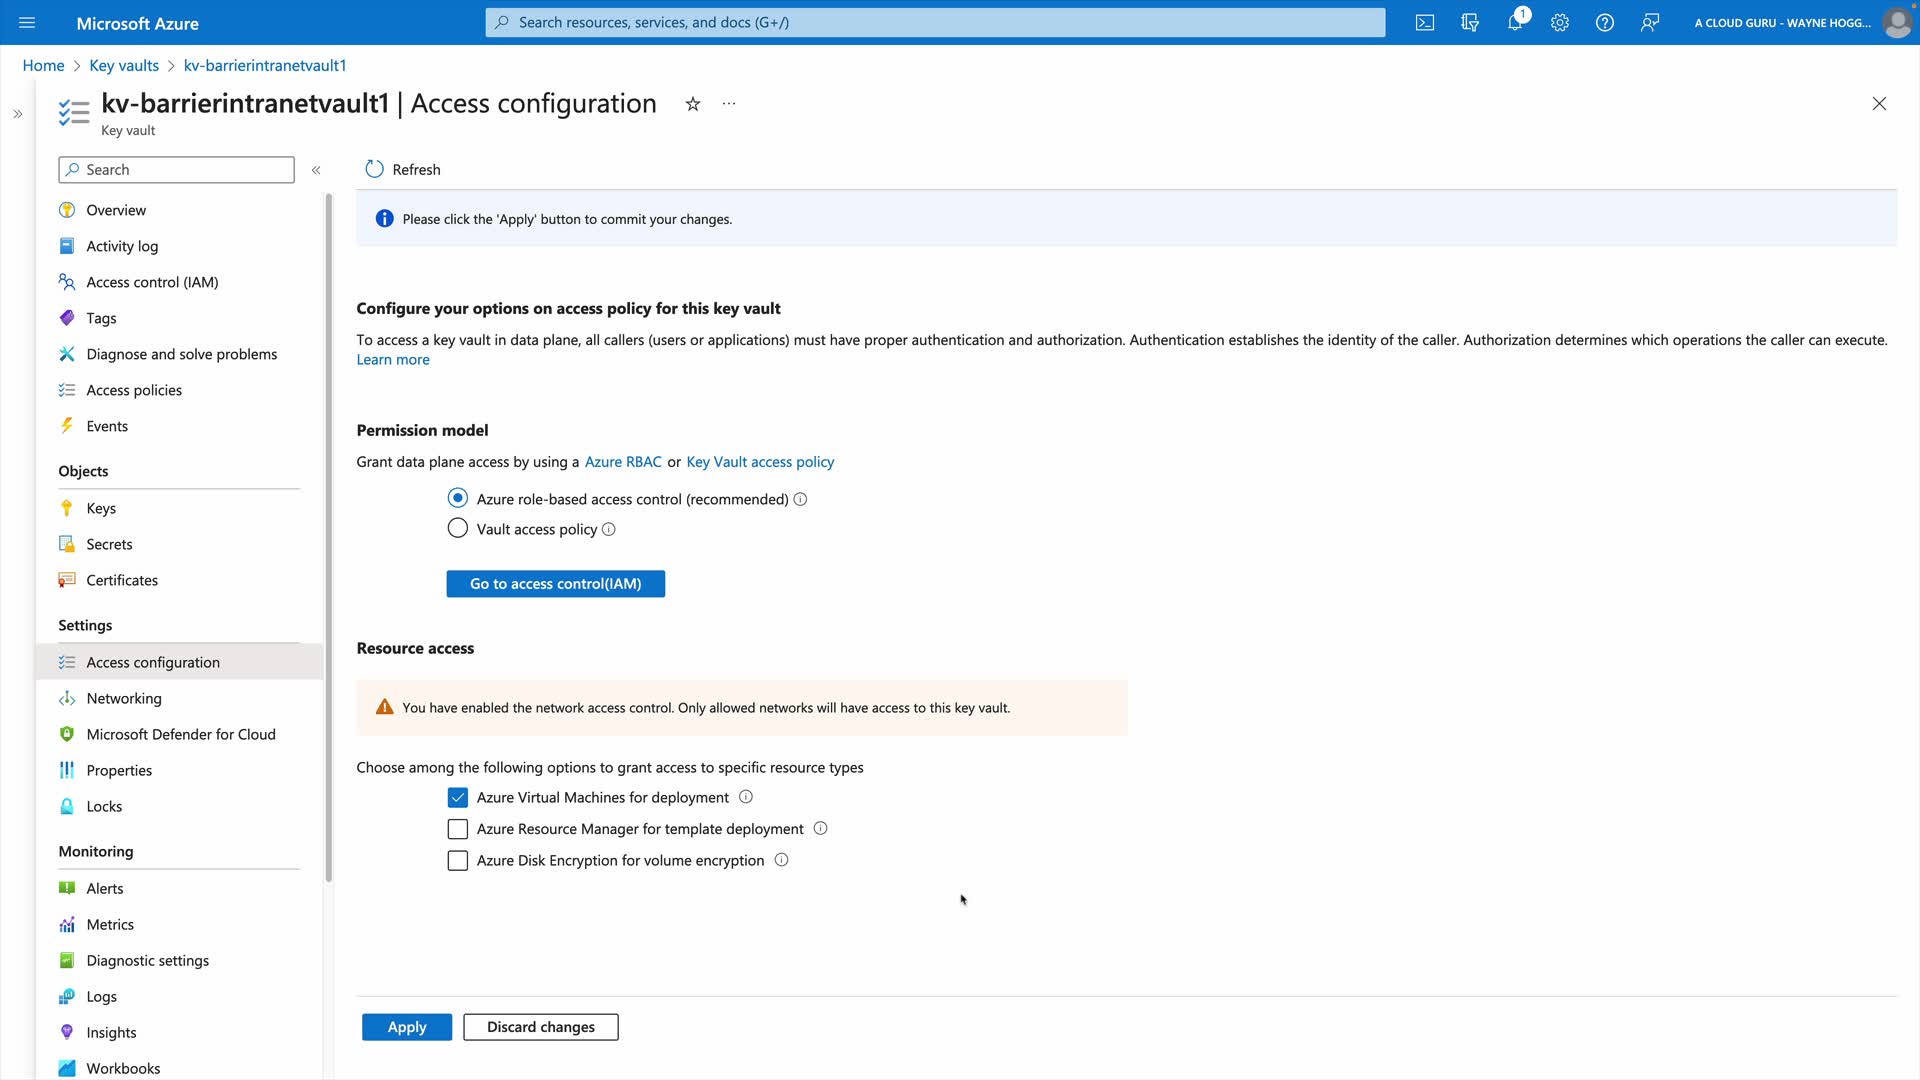 Microsoft Azure
Search resources, services, and docs (G+/)
1
A CLOUD GURU - WAYNE HOGG...
Home > Key vaults > kv-barrierintranetvault1
kv-barrierintranetvault1 | Access configuration
Key vault
Search
Overview
Activity log
Access control (IAM)
Tags
Diagnose and solve problems
Access policies
Events
Objects
Keys
Secrets
Certificates
Settings
Access configuration
Networking
Microsoft Defender for Cloud
Properties
Locks
Monitoring
Alerts
Metrics
Diagnostic settings
Logs
Insights
Workbooks
Refresh
Please click the 'Apply' button to commit your changes.
Configure your options on access policy for this key vault
To access a key vault in data plane, all callers (users or applications) must have proper authentication and authorization. Authentication establishes the identity of the caller. Authorization determines which operations the caller can execute.
Learn more
Permission model
Grant data plane access by using a Azure RBAC or Key Vault access policy
Azure role-based access control (recommended)
Vault access policy
Go to access control(IAM)
Resource access
You have enabled the network access control. Only allowed networks will have access to this key vault.
Choose among the following options to grant access to specific resource types
Azure Virtual Machines for deployment
Azure Resource Manager for template deployment
Azure Disk Encryption for volume encryption
Apply
Discard changes